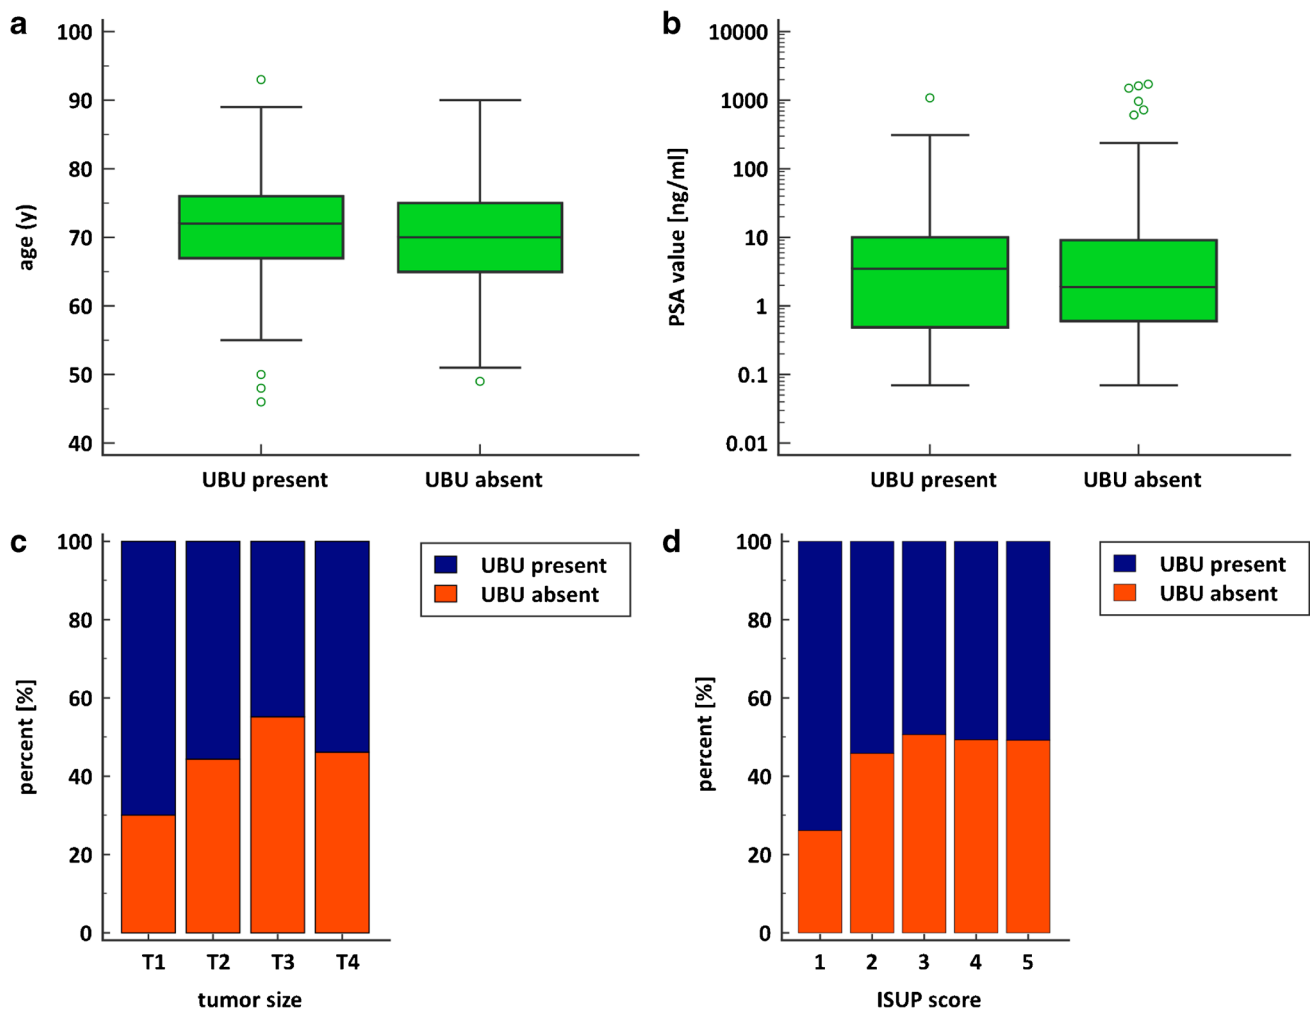 a
100
90
80
70
60
50
40
age (y)
UBU present
UBU absent
b
10000
1000
100
10
1
0.1
0.01
PSA value [ng/ml]
UBU present
UBU absent
c
100
80
60
40
20
0
percent [%]
T1 T2 T3 T4
tumor size
UBU present
UBU absent
d
100
80
60
40
20
0
percent [%]
1 2 3 4 5
ISUP score
UBU present
UBU absent